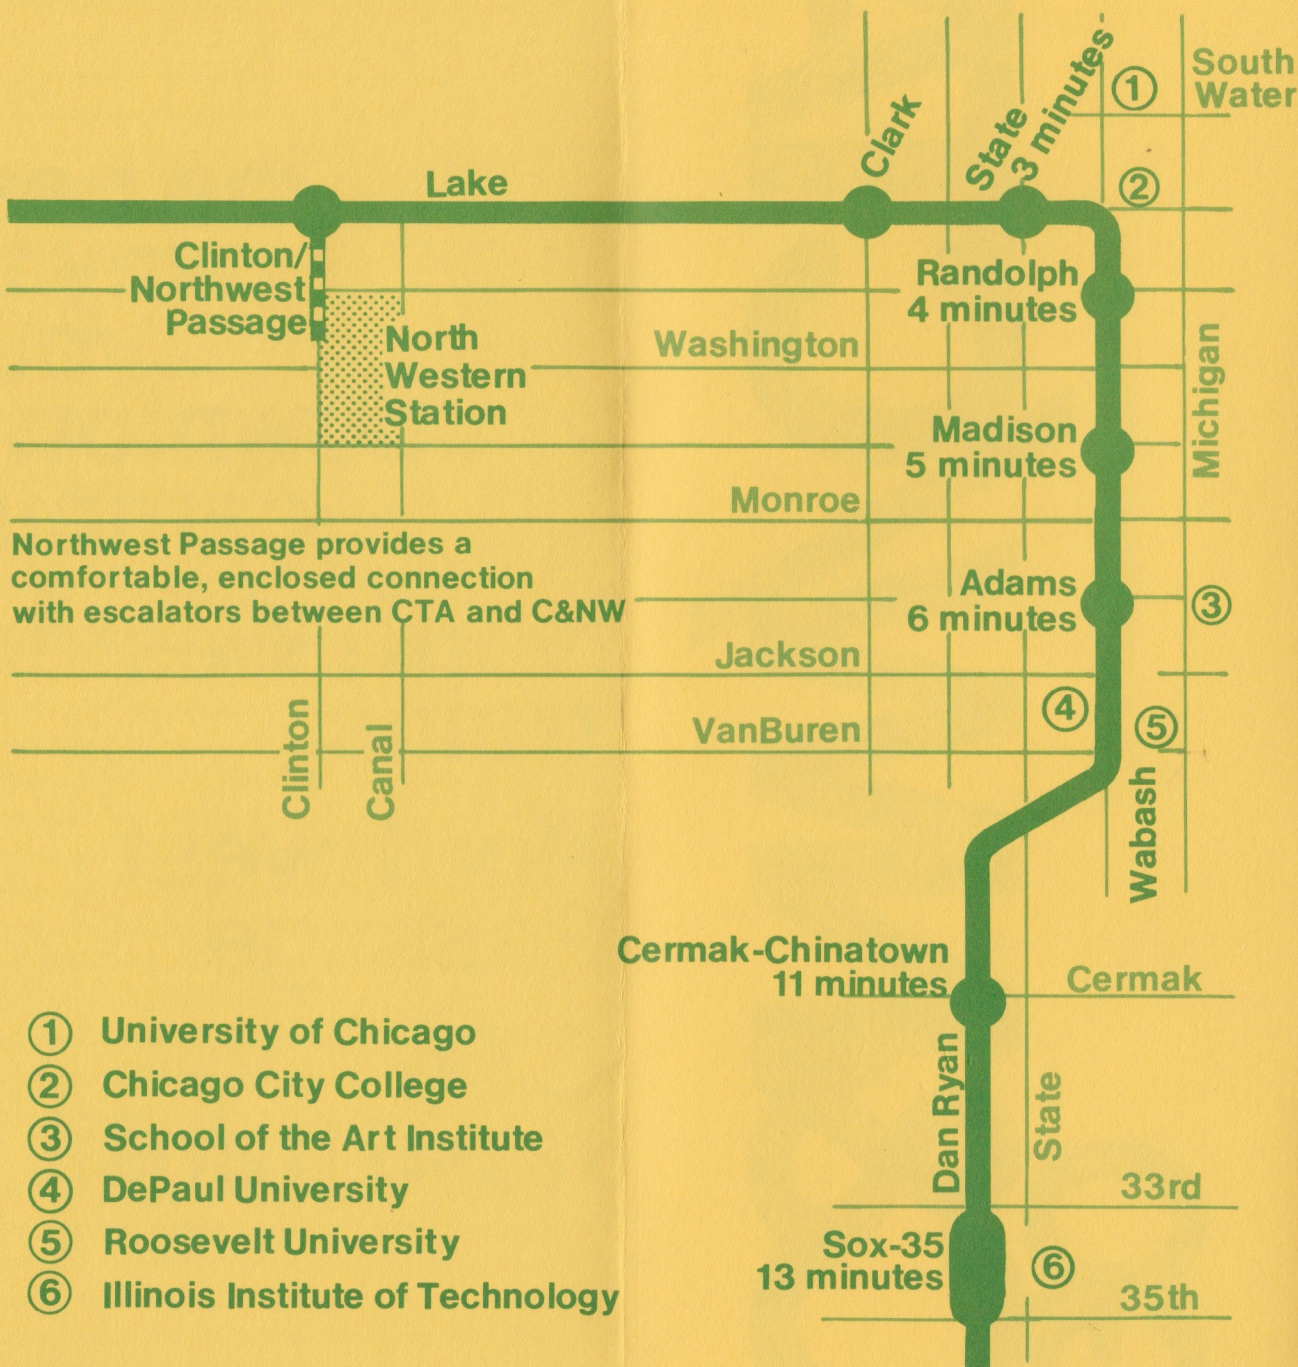 South
Water
1
Clark
State
3 minutes
2
Lake
Clinton/
Northwest
Passage
Randolph
4 minutes
North
Western
Station
Washington
Michigan
Madison
5 minutes
Monroe
Northwest Passage provides a
comfortable, enclosed connection
with escalators between CTA and C&NW
Adams
6 minutes
3
Jackson
4
5
VanBuren
Clinton
Canal
Wabash
Cermak-Chinatown
11 minutes
Cermak
Dan Ryan
State
1 University of Chicago
2 Chicago City College
3 School of the Art Institute
4 DePaul University
5 Roosevelt University
6 Illinois Institute of Technology
33rd
Sox-35
13 minutes
6
35th